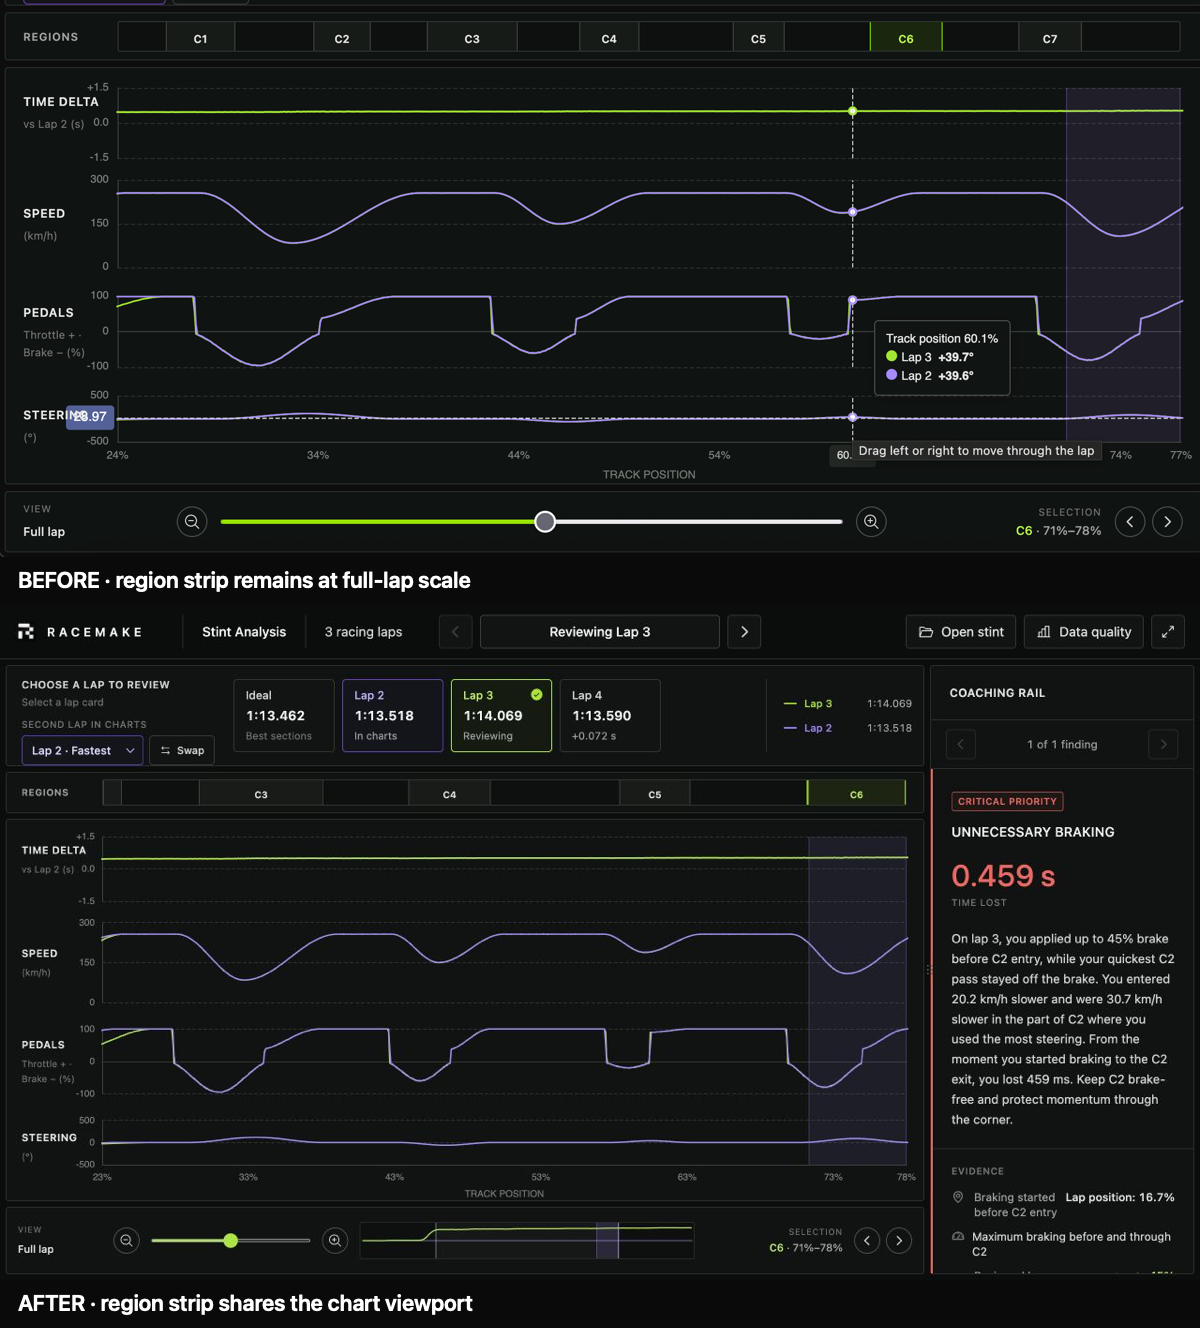 REGIONS C1 C2 C3 C4 C5 C6 C7
+1.5
TIME DELTA
vs Lap 2 (s) 0.0
-1.5
300
SPEED
150
(km/h)
0
100
PEDALS
Throttle + · 0
Brake – (%)
-100
Track position 60.1%
Lap 3 +39.7°
Lap 2 +39.6°
500
STEERING
(°)
-500
24% 34% 44% 54% 60. 74% 77%
Drag left or right to move through the lap
TRACK POSITION
VIEW
Full lap
SELECTION
C6 · 71%–78%
BEFORE · region strip remains at full-lap scale
RACEMAKE Stint Analysis 3 racing laps Reviewing Lap 3 Open stint Data quality
CHOOSE A LAP TO REVIEW
Select a lap card
SECOND LAP IN CHARTS
Lap 2 · Fastest Swap
Ideal
1:13.462
Best sections
Lap 2
1:13.518
In charts
Lap 3
1:14.069
Reviewing
Lap 4
1:13.590
+0.072 s
Lap 3 1:14.069
Lap 2 1:13.518
REGIONS C3 C4 C5 C6
+1.5
TIME DELTA
vs Lap 2 (s) 0.0
-1.5
300
SPEED
150
(km/h)
0
100
PEDALS
Throttle + · 0
Brake – (%)
-100
500
STEERING 0
(°)
-500
23% 33% 43% 53% 63% 73% 78%
TRACK POSITION
VIEW
Full lap
SELECTION
C6 · 71%–78%
COACHING RAIL
1 of 1 finding
CRITICAL PRIORITY
UNNECESSARY BRAKING
0.459 s
TIME LOST
On lap 3, you applied up to 45% brake
before C2 entry, while your quickest C2
pass stayed off the brake. You entered
20.2 km/h slower and were 30.7 km/h
slower in the part of C2 where you
used the most steering. From the
moment you started braking to the C2
exit, you lost 459 ms. Keep C2 brake-
free and protect momentum through
the corner.
EVIDENCE
Braking started Lap position: 16.7%
before C2 entry
Maximum braking before and through
C2
AFTER · region strip shares the chart viewport